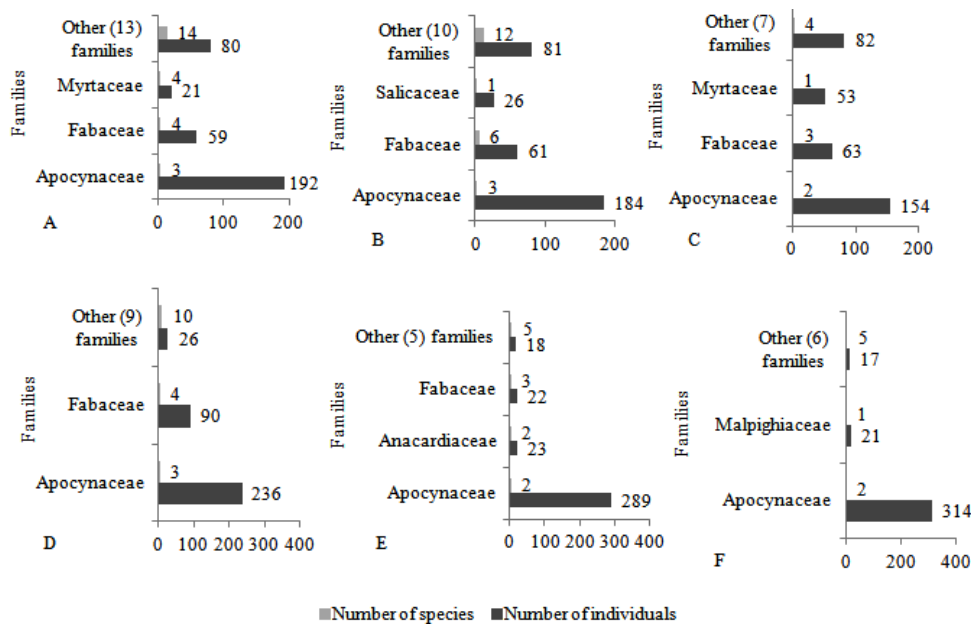 Families
Other (13)
families
14
80
Myrtaceae
4
21
Fabaceae
4
59
Apocynaceae
3
192
0 100 200
A
Families
Other (10)
families
12
81
Salicaceae
1
26
Fabaceae
6
61
Apocynaceae
3
184
0 100 200
B
Families
Other (7)
families
4
82
Myrtaceae
1
53
Fabaceae
3
63
Apocynaceae
2
154
0 100 200
C
Families
Other (9)
families
10
26
Fabaceae
4
90
Apocynaceae
3
236
0 100 200 300 400
D
Families
Other (5) families
5
18
Fabaceae
3
22
Anacardiaceae
2
23
Apocynaceae
2
289
0 100 200 300 400
E
Families
Other (6)
families
5
17
Malpighiaceae
1
21
Apocynaceae
2
314
0 200 400
F
Number of species Number of individuals